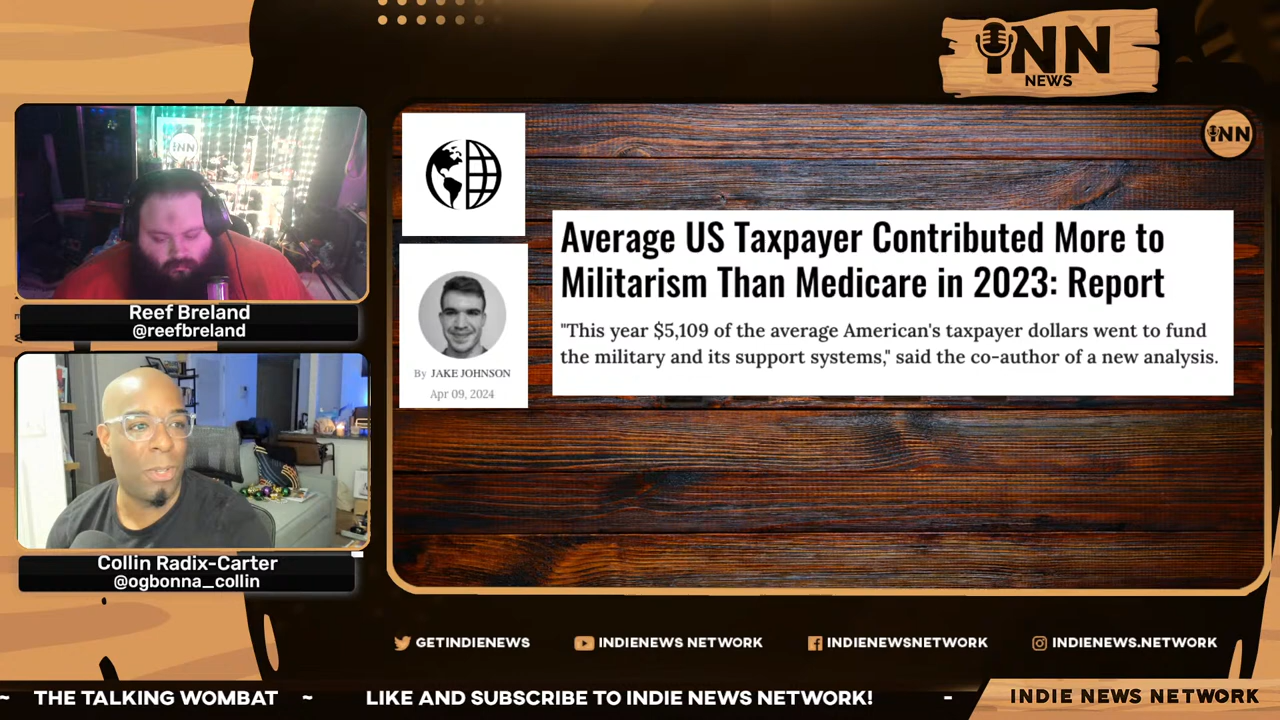 iNN
NEWS
iNN
Reef Breland
@reefbreland
Collin Radix-Carter
@ogbonna_collin
By JAKE JOHNSON
Apr 09, 2024
Average US Taxpayer Contributed More to
Militarism Than Medicare in 2023: Report
"This year $5,109 of the average American's taxpayer dollars went to fund
the military and its support systems," said the co-author of a new analysis.
GETINDIENEWS
INDIENEWS NETWORK
INDIENEWSNETWORK
INDIENEWS.NETWORK
~ THE TALKING WOMBAT ~ LIKE AND SUBSCRIBE TO INDIE NEWS NETWORK! -
INDIE NEWS NETWORK